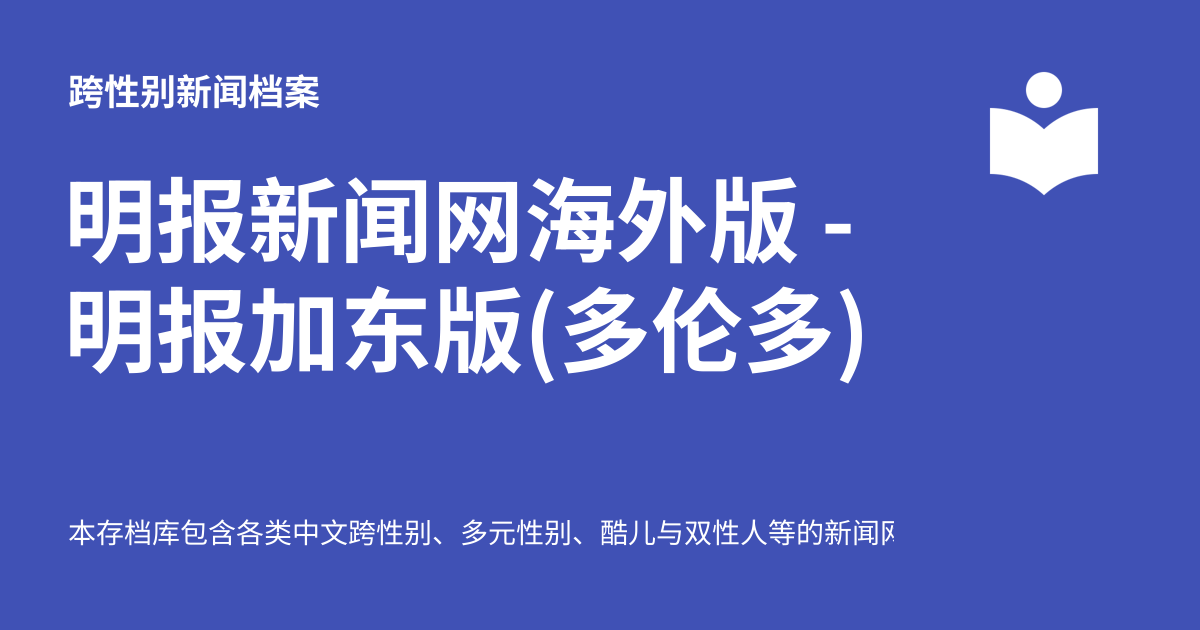 跨性别新闻档案
明报新闻网海外版 -
明报加东版(多伦多)
本存档库包含各类中文跨性别、多元性别、酷儿与双性人等的新闻网